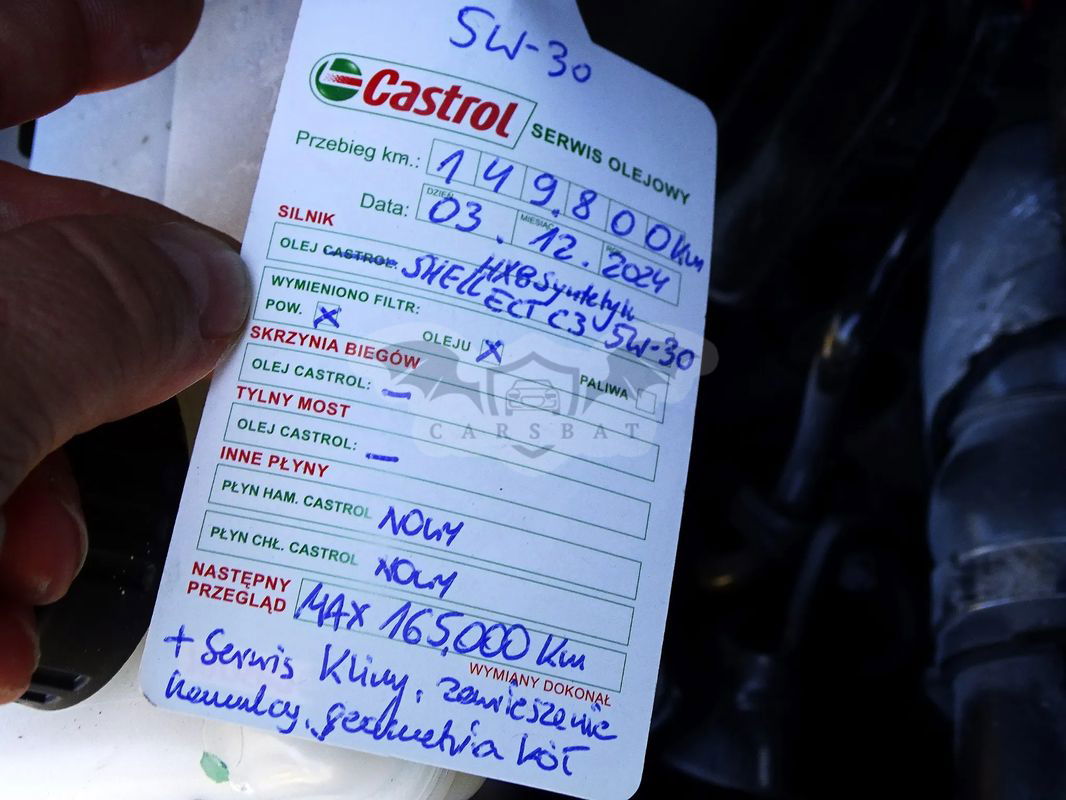 5W-30
Castrol SERWIS OLEJOWY
Przebieg km.: 149.800 Km
DZIEŃ MIESIĄC
Data: 03. 12. 2024
SILNIK
HX8 Syntetyk
OLEJ CASTROL: SHELL ECT C3 5W-30
WYMIENIONO FILTR:
POW. X OLEJU X PALIWA
SKRZYNIA BIEGÓW
OLEJ CASTROL: –
TYLNY MOST
OLEJ CASTROL: –
INNE PŁYNY
PŁYN HAM. CASTROL NOWY
PŁYN CHŁ. CASTROL NOWY
NASTĘPNY
PRZEGLĄD MAX 165,000 Km
WYMIANY DOKONAŁ
+ Serwis Klimy, zawieszenie
hamulcy, geometria kół
CARSBAT